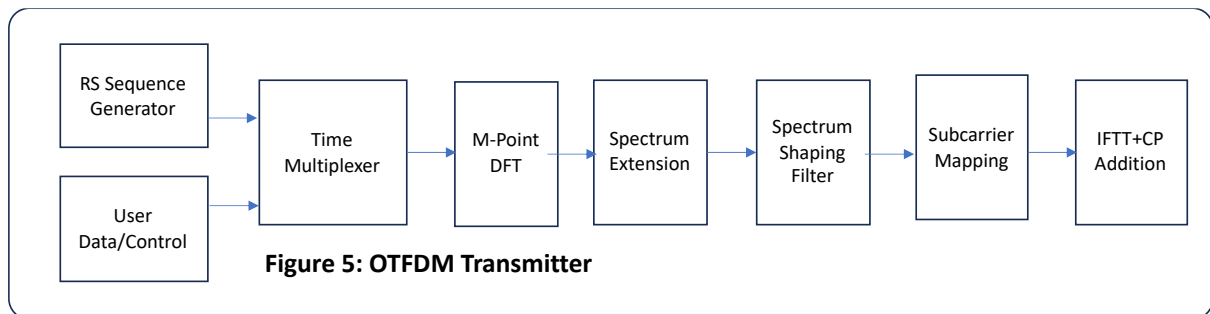 RS Sequence
Generator
User
Data/Control
Time
Multiplexer
M-Point
DFT
Spectrum
Extension
Spectrum
Shaping
Filter
Subcarrier
Mapping
IFTT+CP
Addition
Figure 5: OTFDM Transmitter